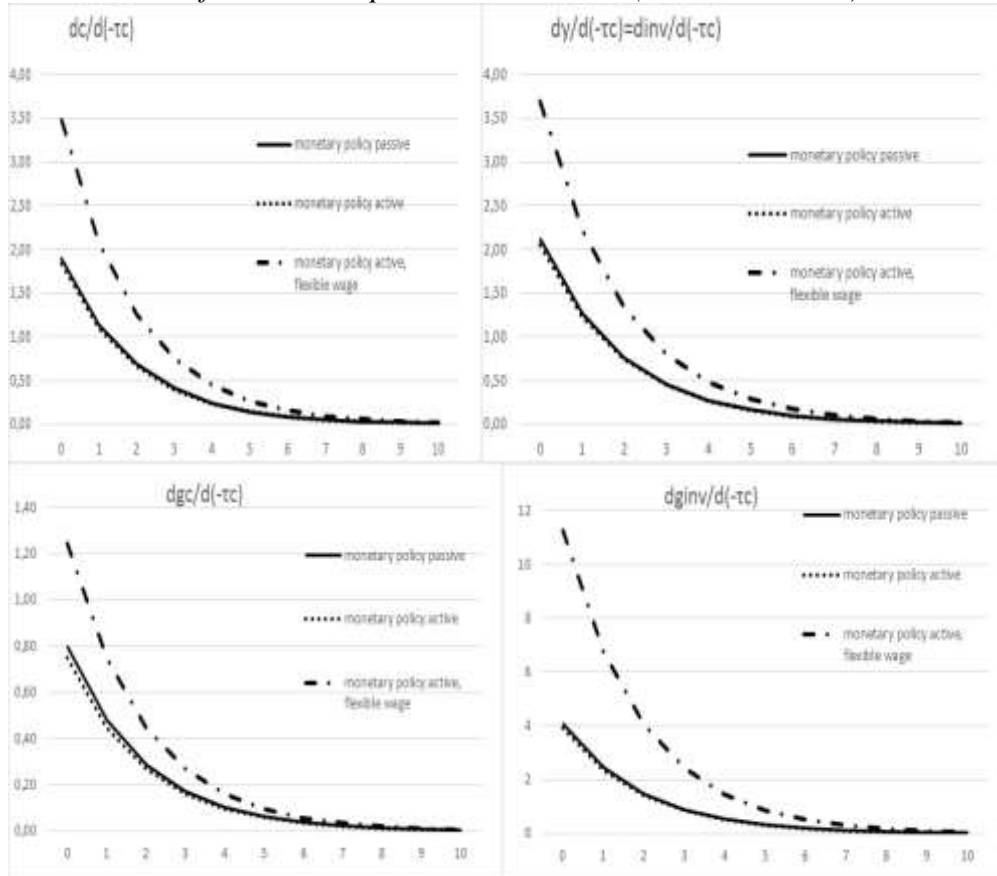 dc/d(-τc)
4,00
3,50
3,00
2,50
2,00
1,50
1,00
0,50
0,00
0 1 2 3 4 5 6 7 8 9 10
monetary policy passive
monetary policy active
monetary policy active,
flexible wage
dy/d(-τc)=dinv/d(-τc)
4,00
3,50
3,00
2,50
2,00
1,50
1,00
0,50
0,00
0 1 2 3 4 5 6 7 8 9 10
monetary policy passive
monetary policy active
monetary policy active,
flexible wage
dgc/d(-τc)
1,40
1,20
1,00
0,80
0,60
0,40
0,20
0,00
0 1 2 3 4 5 6 7 8 9 10
monetary policy passive
monetary policy active
monetary policy active,
flexible wage
dginv/d(-τc)
12
10
8
6
4
2
0
0 1 2 3 4 5 6 7 8 9 10
monetary policy passive
monetary policy active
monetary policy active,
flexible wage